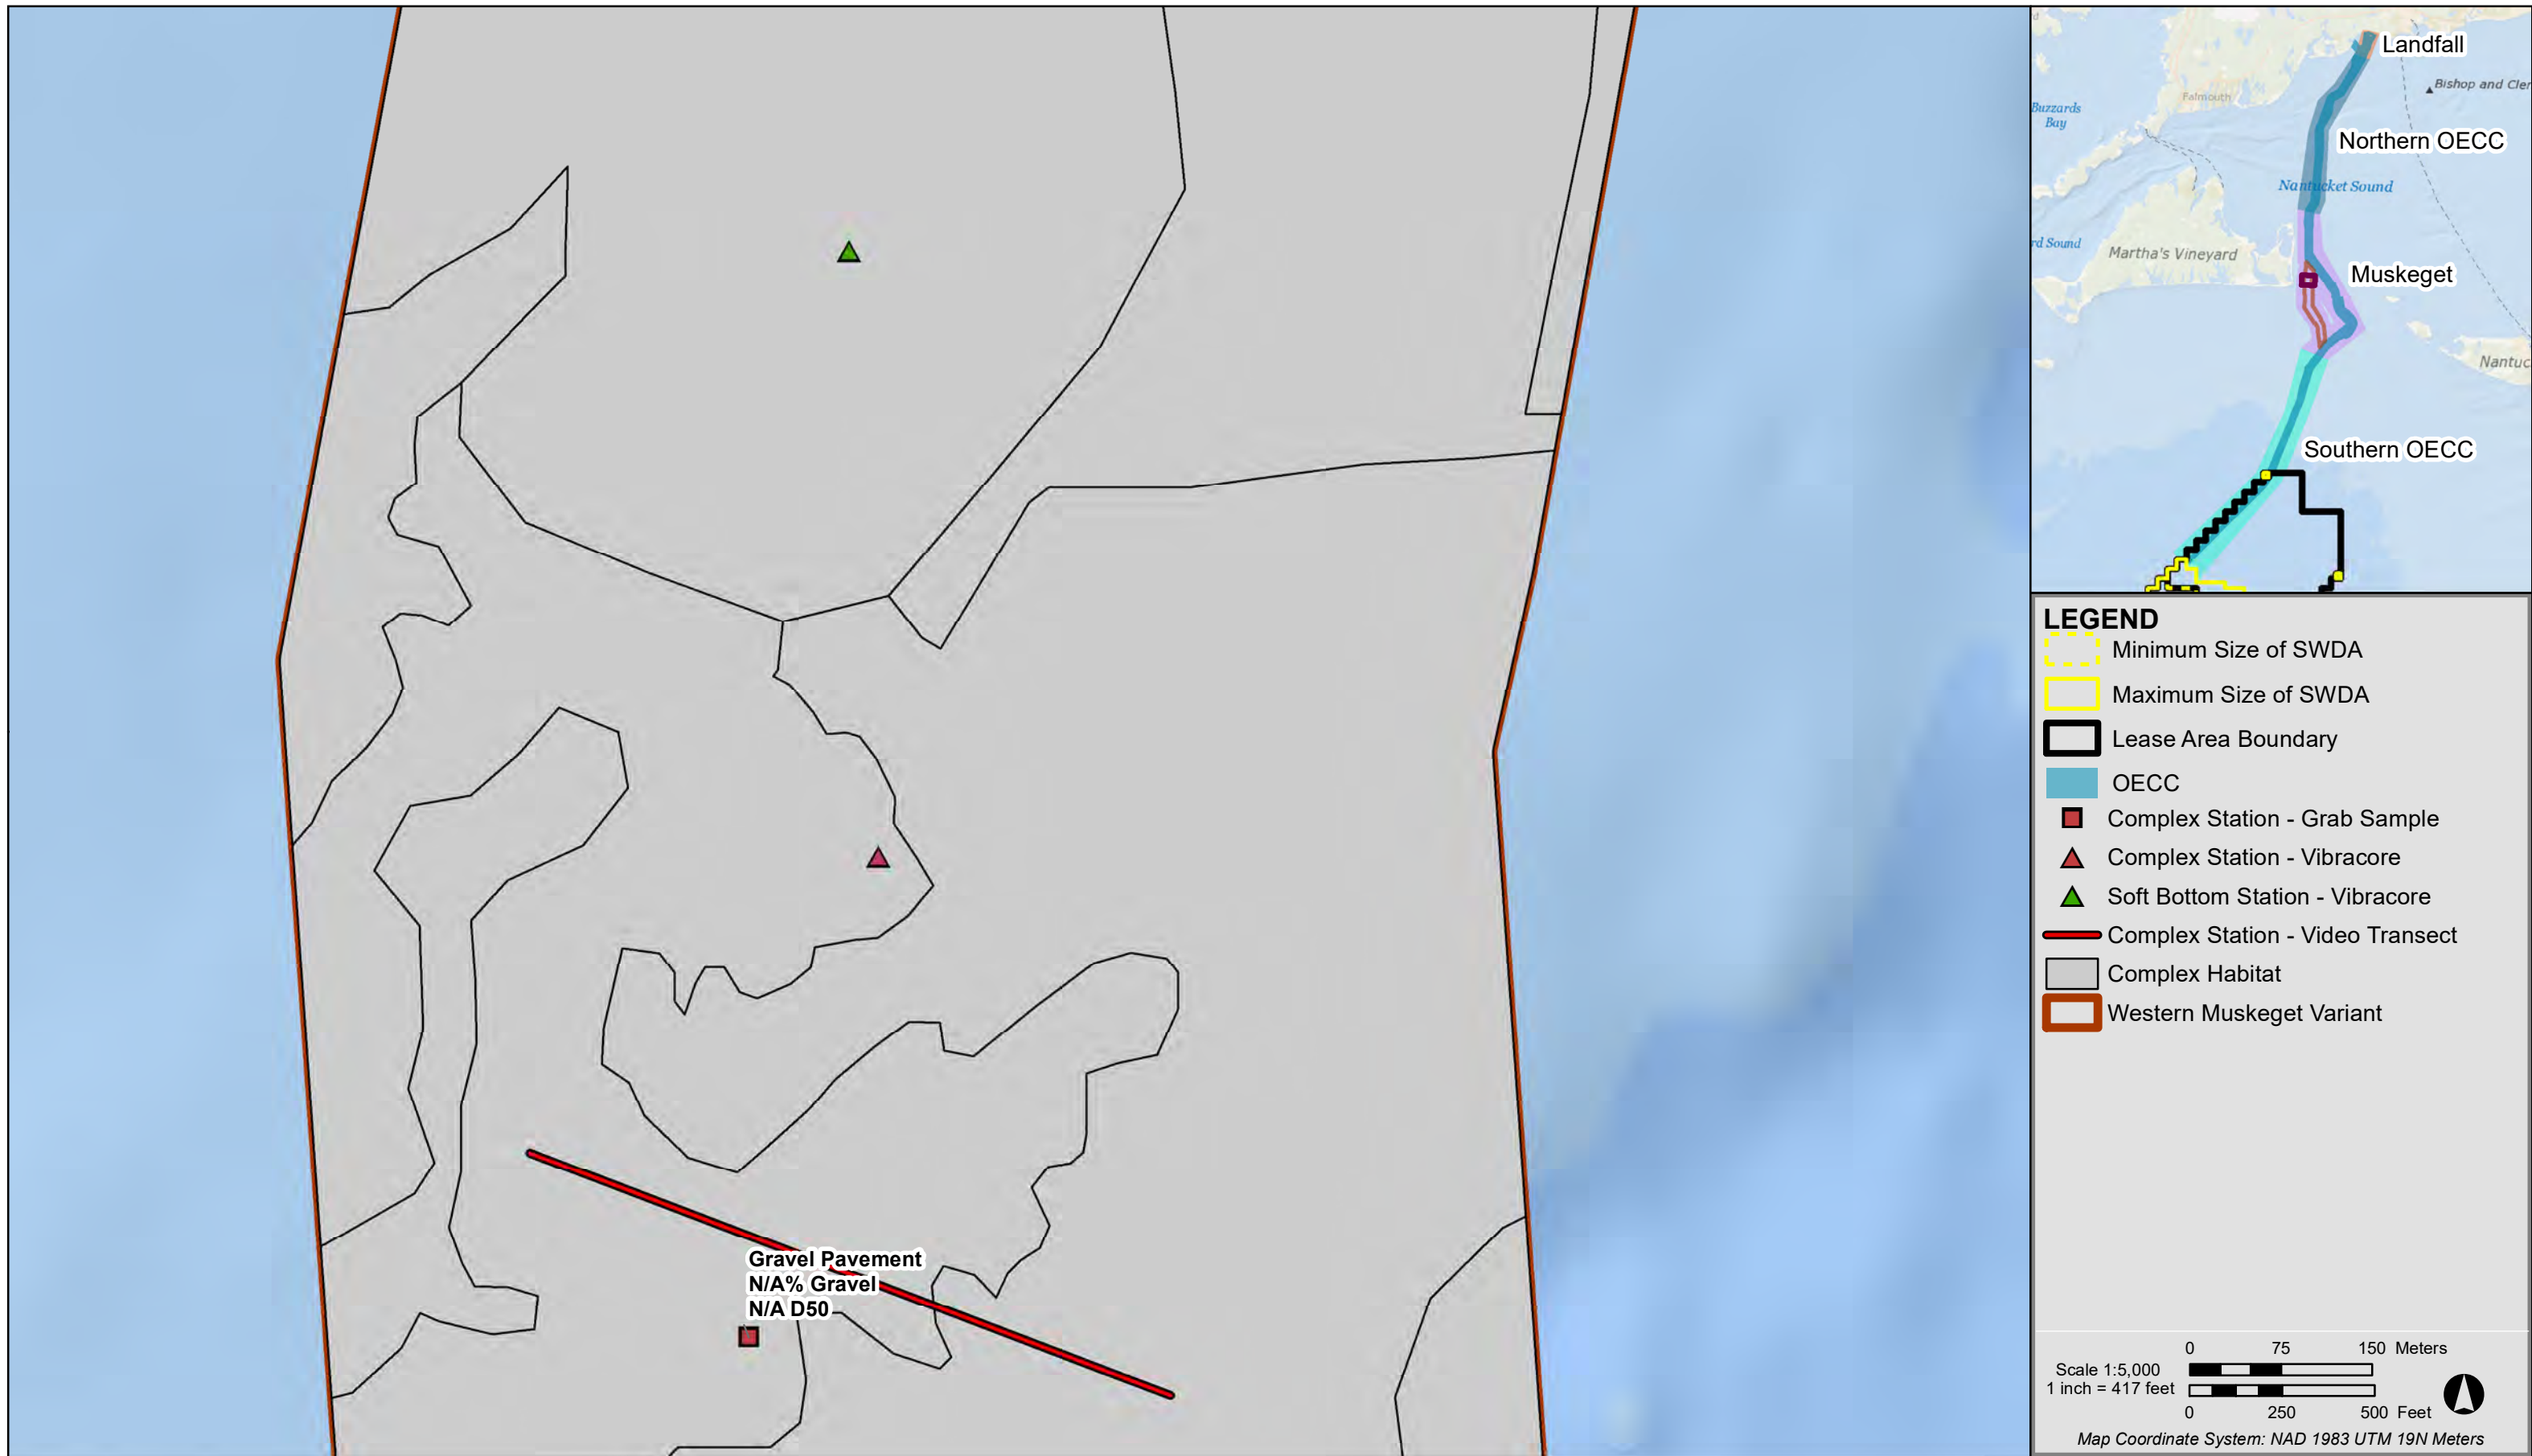 Gravel Pavement
N/A% Gravel
N/A D50
Landfall
Bishop and Cler
Falmouth
Buzzards
Bay
Northern OECC
Nantucket Sound
rd Sound
Martha's Vineyard
Muskeget
Nantuc
Southern OECC
LEGEND
Minimum Size of SWDA
Maximum Size of SWDA
Lease Area Boundary
OECC
Complex Station - Grab Sample
Complex Station - Vibracore
Soft Bottom Station - Vibracore
Complex Station - Video Transect
Complex Habitat
Western Muskeget Variant
0 75 150 Meters
Scale 1:5,000
1 inch = 417 feet
0 250 500 Feet
Map Coordinate System: NAD 1983 UTM 19N Meters